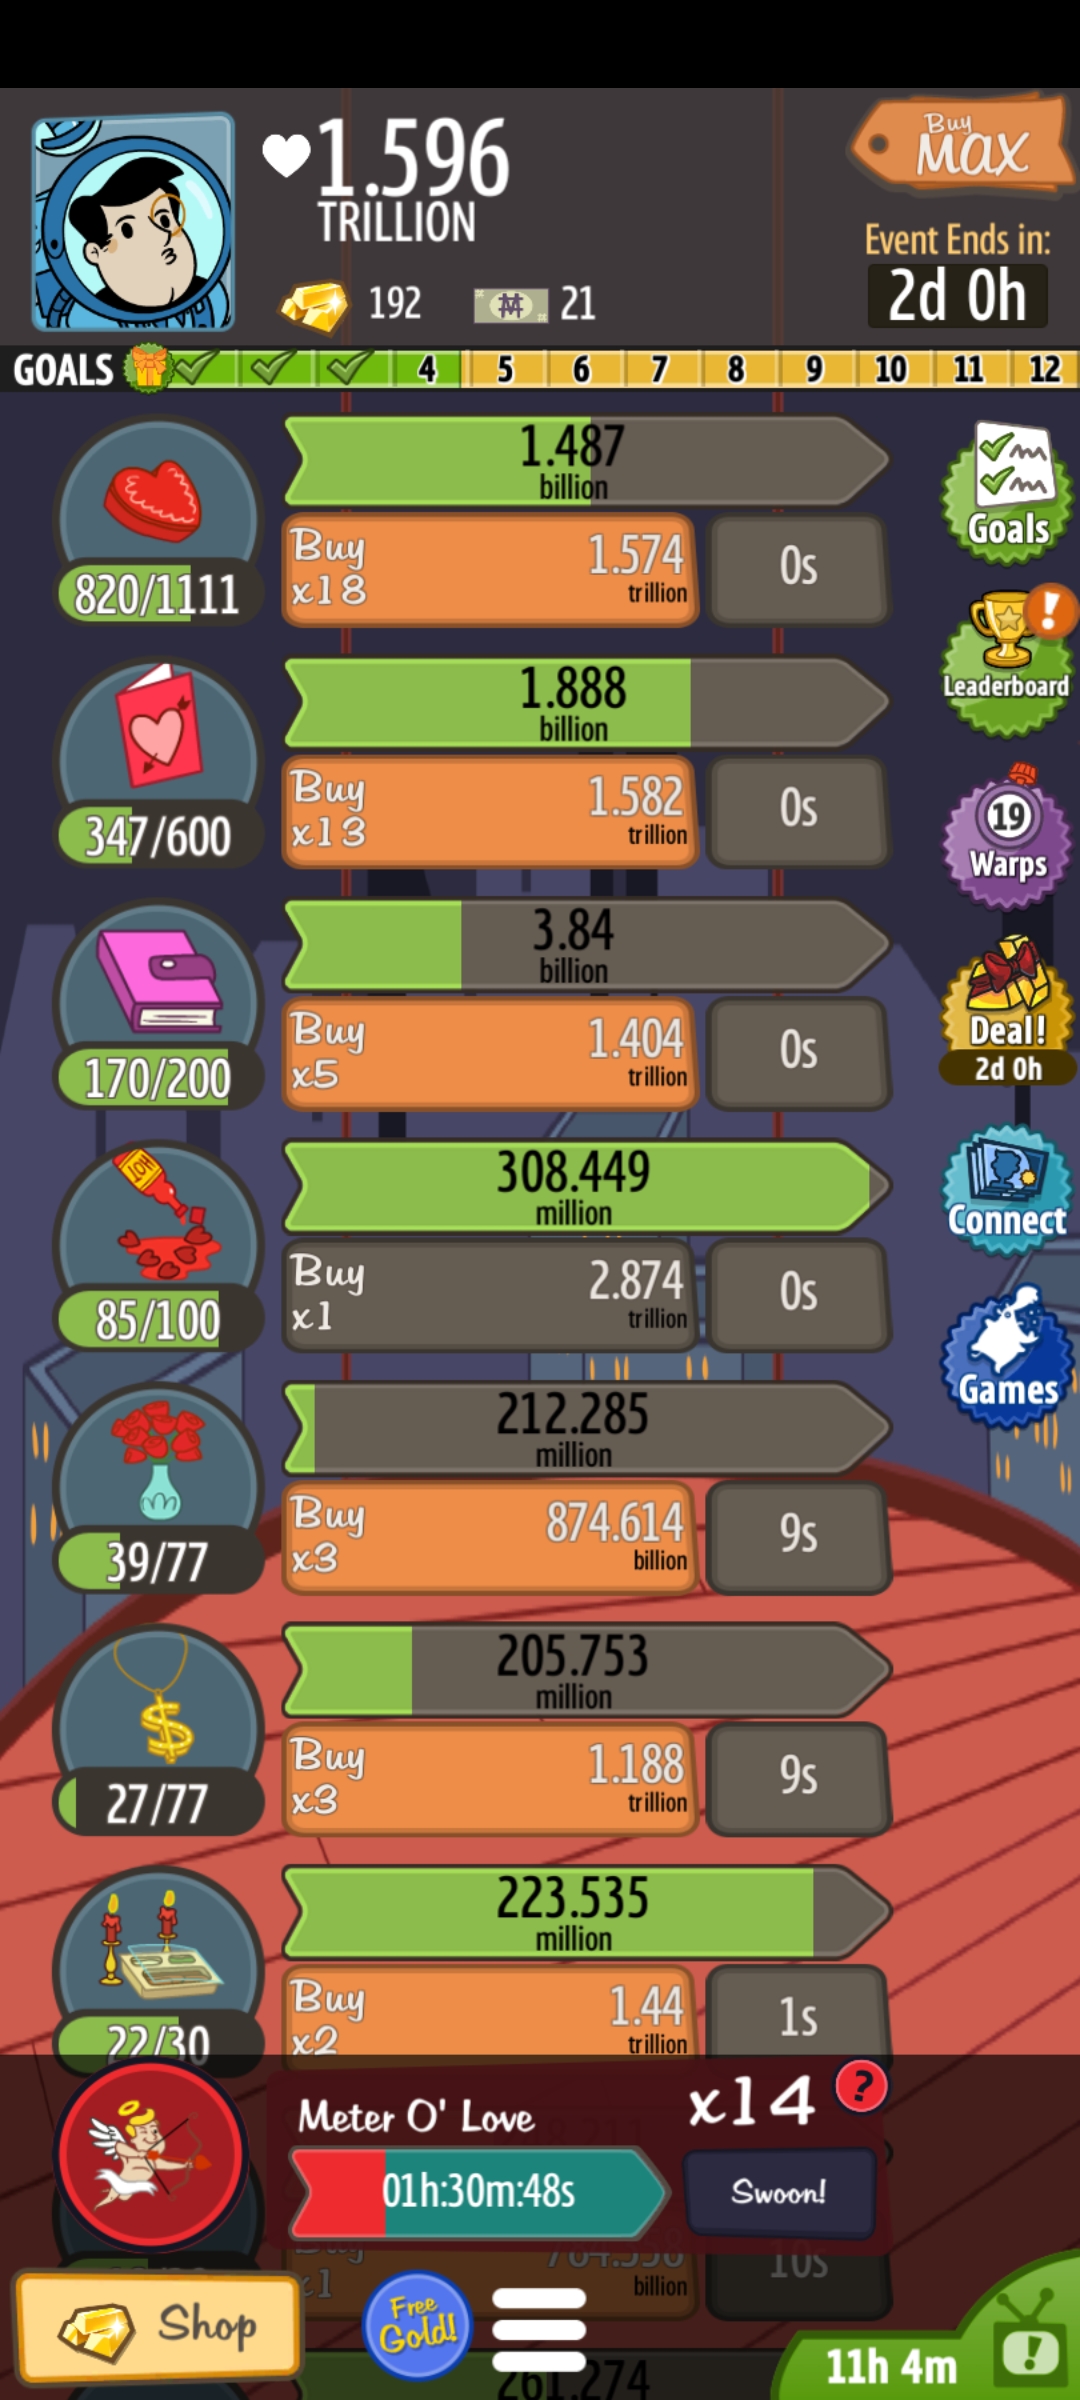 1.596
TRILLION
192
21
Buy
MAX
Event Ends in:
2d 0h
GOALS
4
5
6
7
8
9
10
11
12
1.487
billion
Buy
x18
1.574
trillion
0s
820/1111
Goals
Leaderboard
1.888
billion
Buy
x13
1.582
trillion
0s
347/600
19
Warps
3.84
billion
Buy
x5
1.404
trillion
0s
170/200
Deal!
2d 0h
HOT
308.449
million
Buy
x1
2.874
trillion
0s
85/100
Connect
Games
212.285
million
Buy
x3
874.614
billion
9s
39/77
205.753
million
Buy
x3
1.188
trillion
9s
27/77
223.535
million
Buy
x2
1.44
trillion
1s
22/30
Meter O' Love
x14
?
01h:30m:48s
Swoon!
billion
10s
Shop
Free
Gold!
261.274
11h 4m